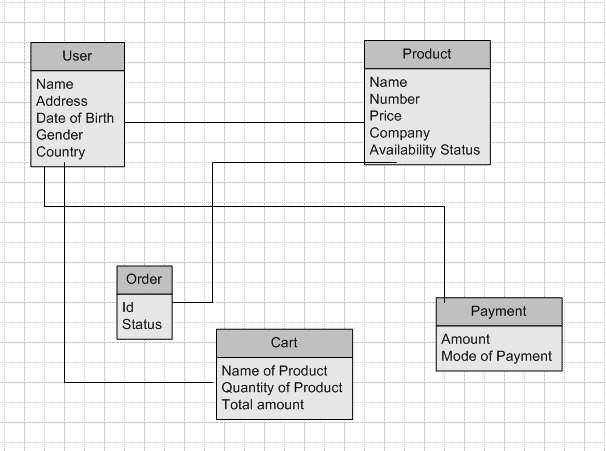 User
Name
Address
Date of Birth
Gender
Country
Product
Name
Number
Price
Company
Availability Status
Order
Id
Status
Cart
Name of Product
Quantity of Product
Total amount
Payment
Amount
Mode of Payment